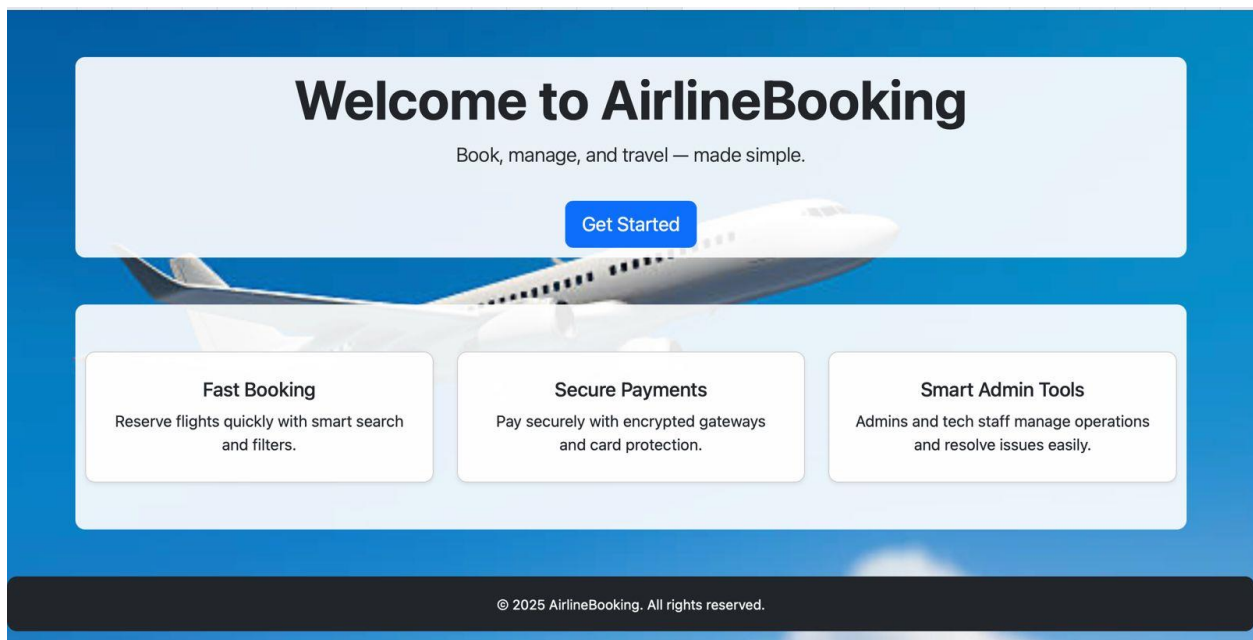 Welcome to AirlineBooking
Book, manage, and travel — made simple.
Get Started
Fast Booking
Reserve flights quickly with smart search
and filters.
Secure Payments
Pay securely with encrypted gateways
and card protection.
Smart Admin Tools
Admins and tech staff manage operations
and resolve issues easily.
© 2025 AirlineBooking. All rights reserved.